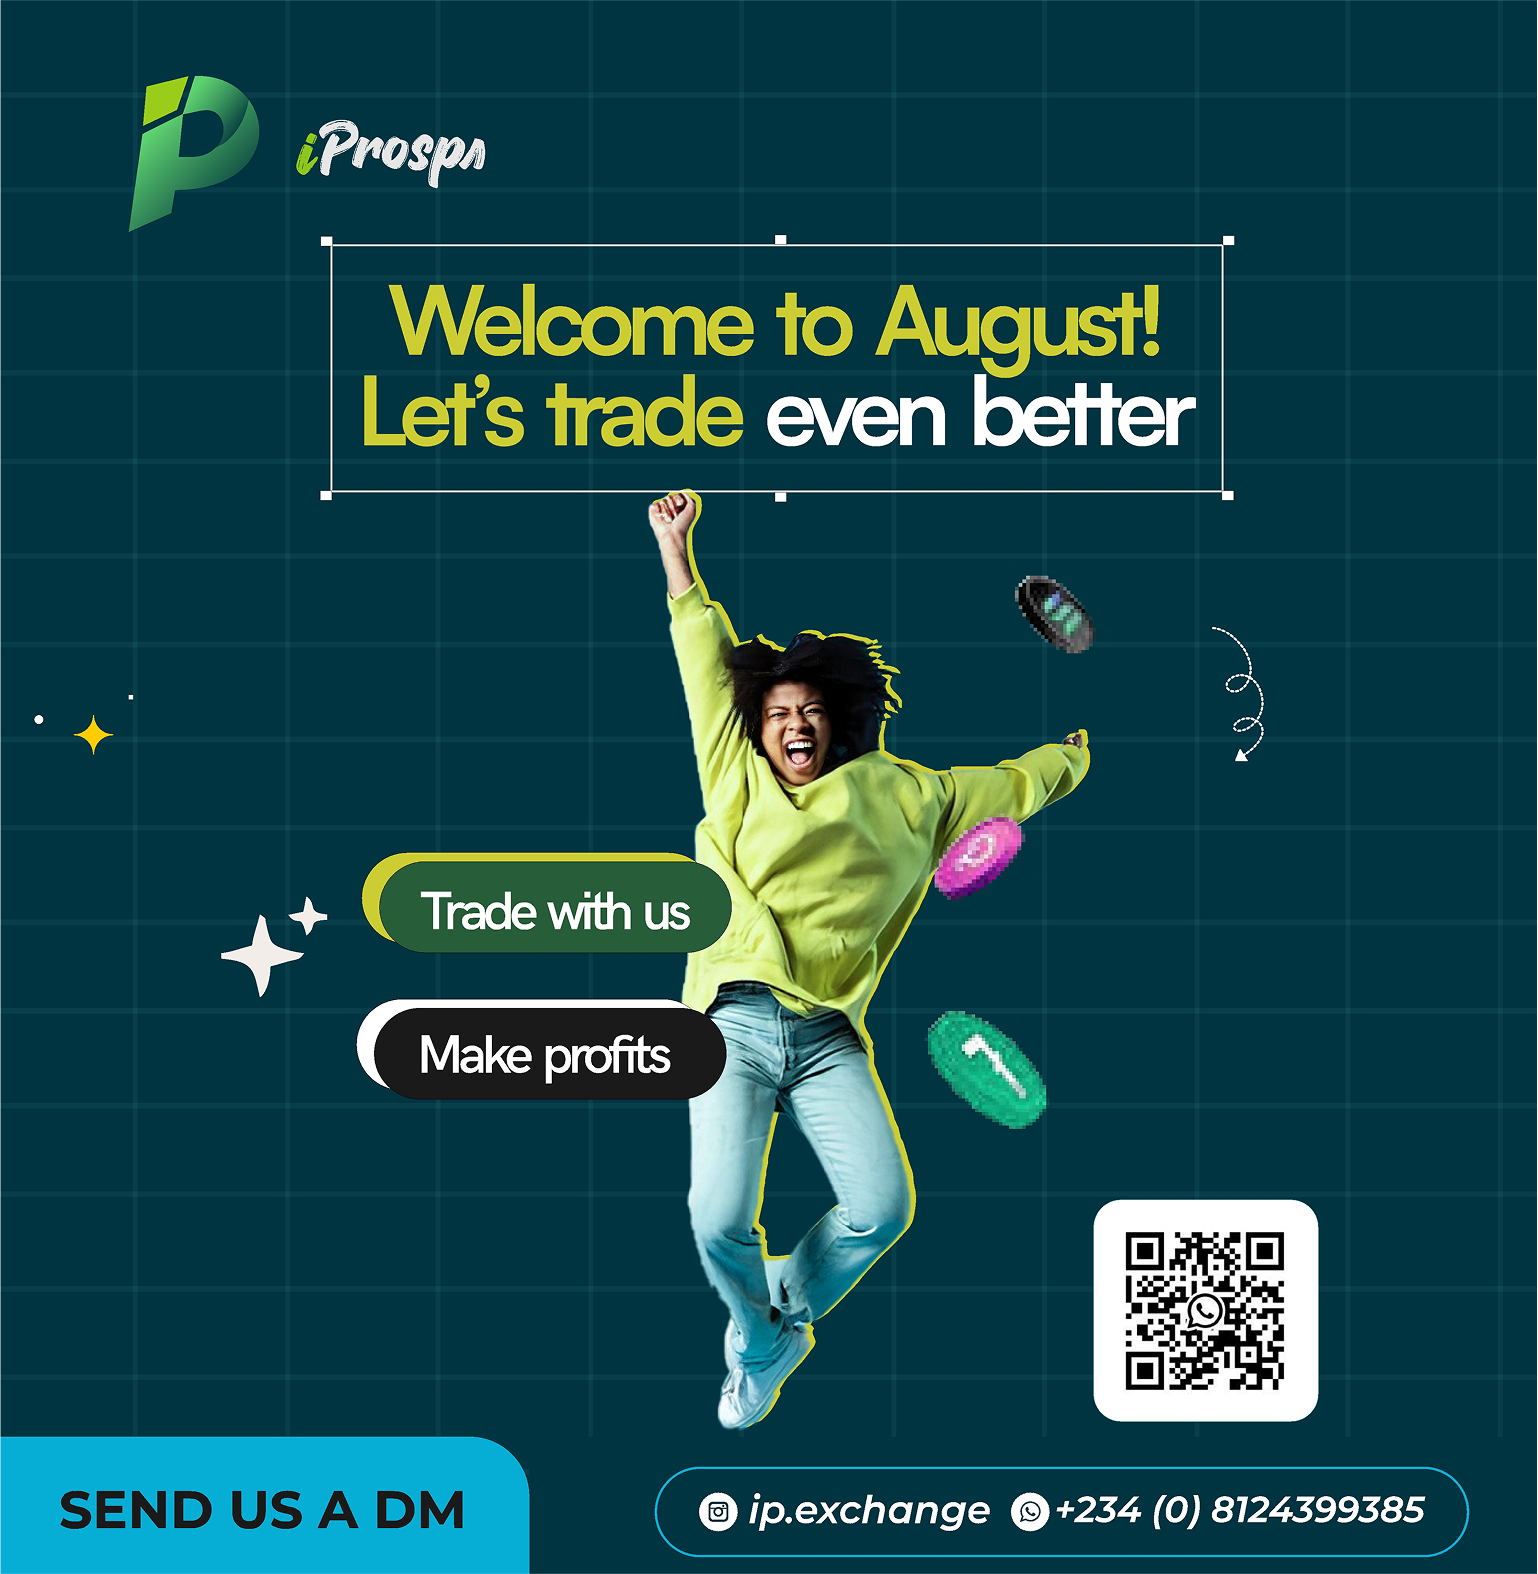 iProspa
Welcome to August!
Let's trade even better
Trade with us
Make profits
SEND US A DM
ip.exchange +234 (0) 8124399385